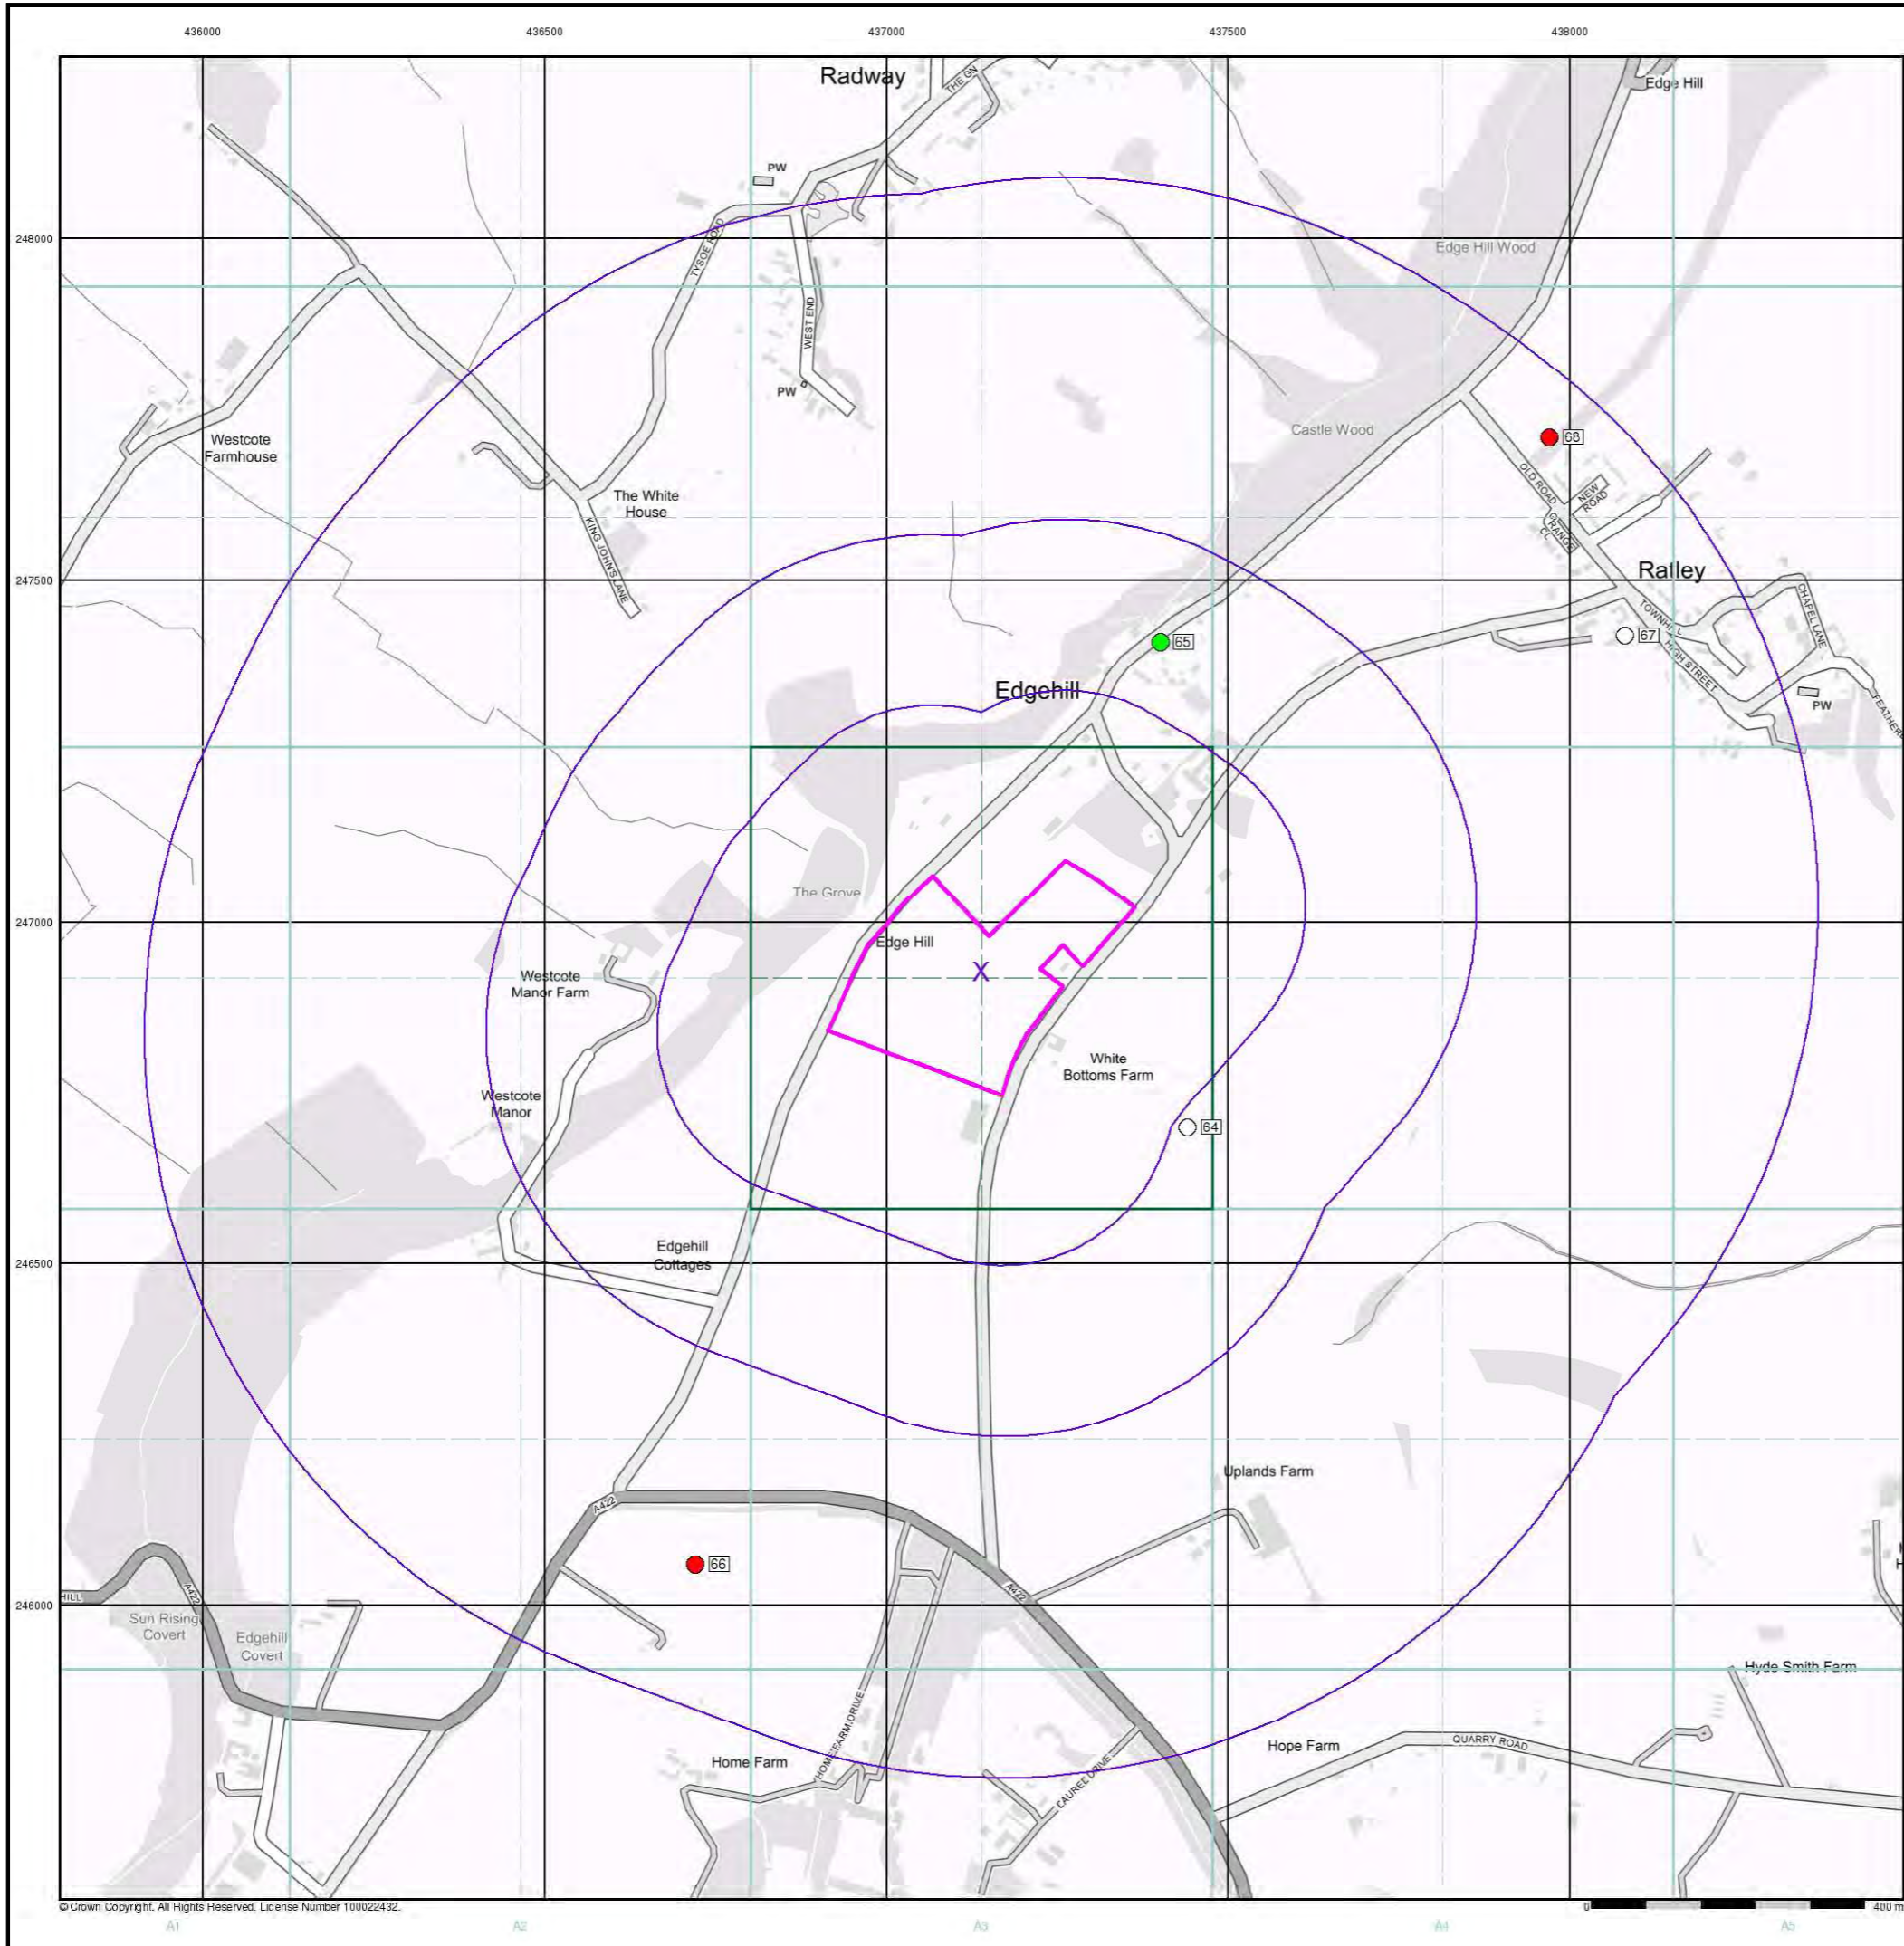 436000 436500 437000 437500 438000
Radway
THE GN
Edge Hill
PW
248000
TYSOE ROAD
Edge Hill Wood
WEST END
PW
Castle Wood
Westcote
Farmhouse
68
The White
House
OLD ROAD
NEW
ROAD
GRANGE
CL
KING JOHN'S LANE
247500
Ratley
CHAPEL LANE
TOWNHILL
67
65
HIGH STREET
Edgehill
PW
The Grove
247000
Edge Hill
X
Westcote
Manor Farm
White
Bottoms Farm
Westcote
Manor
64
Edgehill
Cottages
246500
Uplands Farm
A422
66
A422
A422
HILL
246000
Sun Rising
Covert
Edgehill
Covert
Hyde Smith Farm
HOME FARM DRIVE
Home Farm
LAUREL DRIVE
Hope Farm
QUARRY ROAD
© Crown Copyright. All Rights Reserved. License Number 100022432.
0 400 m
A1 A2 A3 A4 A5